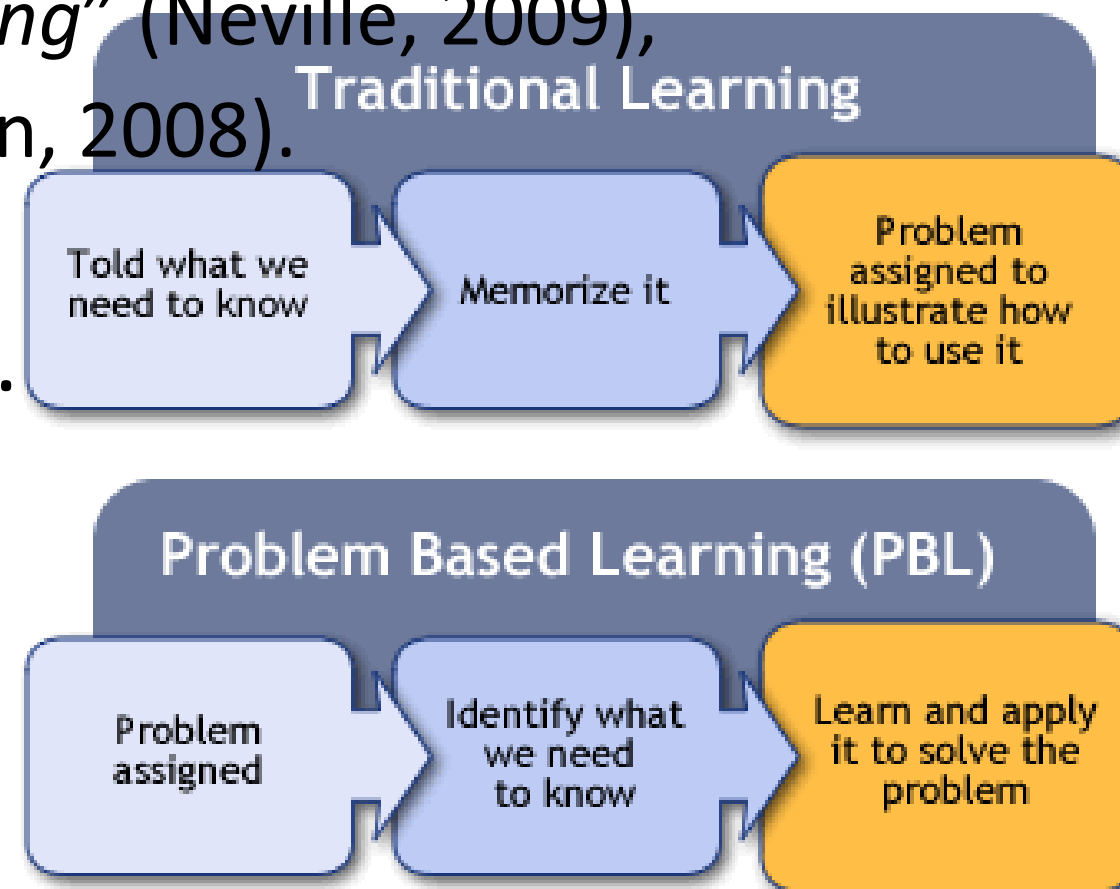 ng” (Neville, 2009),
Traditional Learning
n, 2008).
Told what we
need to know
Memorize it
Problem
assigned to
illustrate how
to use it
.
Problem Based Learning (PBL)
Problem
assigned
Identify what
we need
to know
Learn and apply
it to solve the
problem